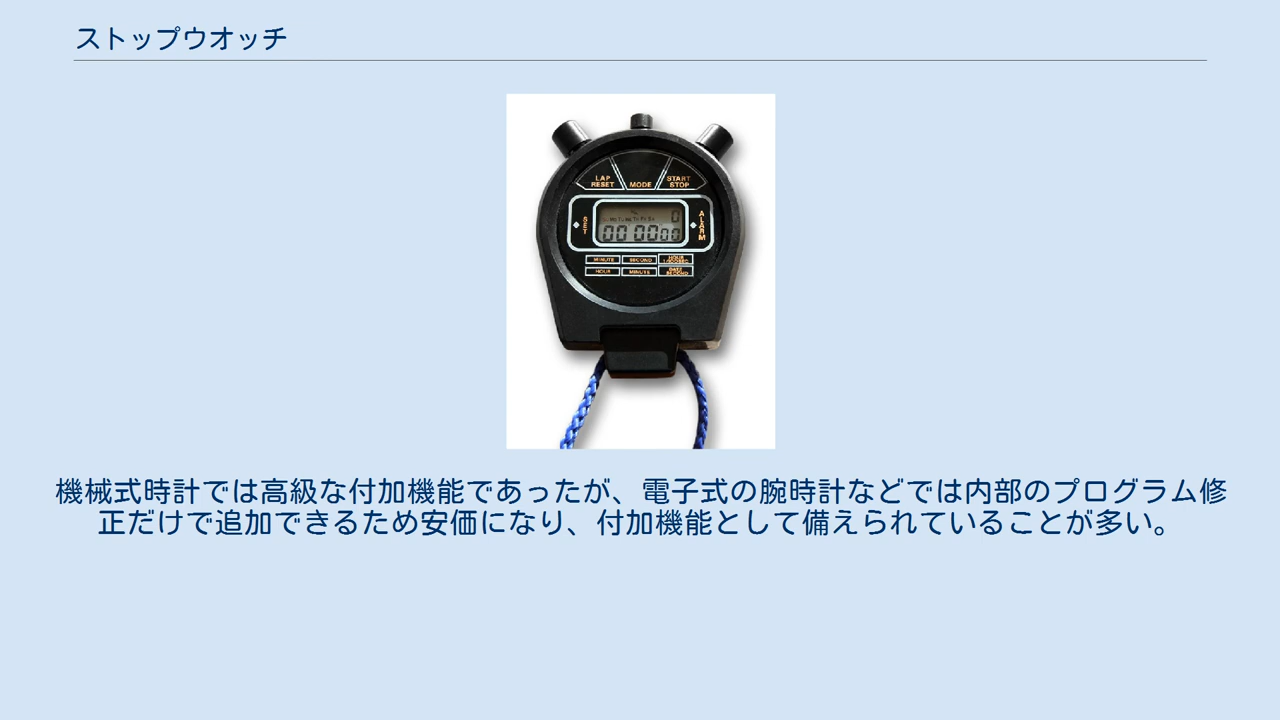 ストップウオッチ
LAP
RESET
MODE
START
STOP
SET
ALARM
MINUTE SECOND HOUR
HOUR MINUTE DATE
SECOND
機械式時計では高級な付加機能であったが、電子式の腕時計などでは内部のプログラム修
正だけで追加できるため安価になり、付加機能として備えられていることが多い。